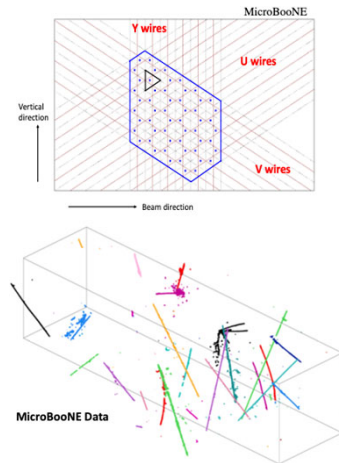 MicroBooNE
Y wires
U wires
Vertical
direction
V wires
Beam direction
MicroBooNE Data